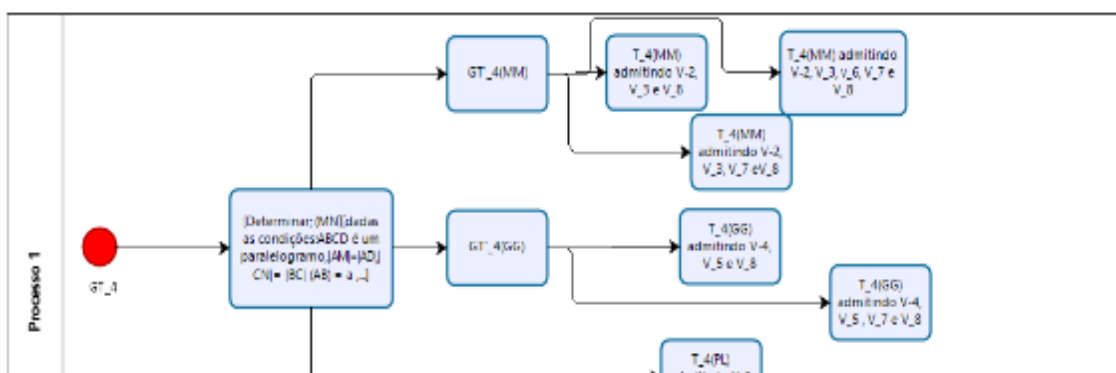 GT_4(MM)
T_4(MM)
admitindo V-2,
V_3 e V_8
T_4(MM) admitindo
V-2, V_3, v_6, V_7 e
V_8
T_4(MM)
admitindo V-2,
V_3, V_7 eV_8
[Determinar; (MN)[dadas
as condições:ABCD é um
paralelogramo,|AM|=|AD,|
CN|= (BC| (AB) = a ,..]
GT_4(GG)
T_4(GG)
admitindo V-4,
V_5 e V_8
T_4(GG)
admitindo V-4,
V_5 , V_7 e V_8
GT_4
Processo 1
T_4(PL)